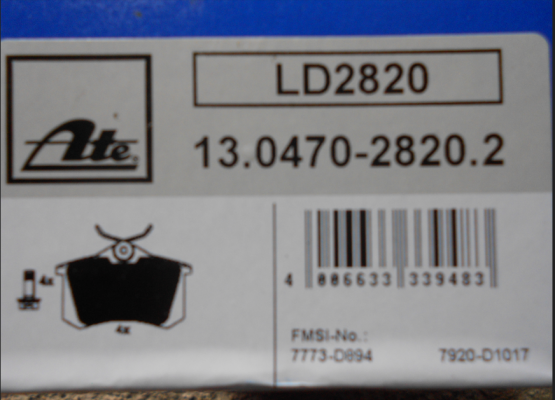 LD2820
Ate
13.0470-2820.2
4x
4x
4 006633 339483
FMSI-No.:
7773-D894 7920-D1017